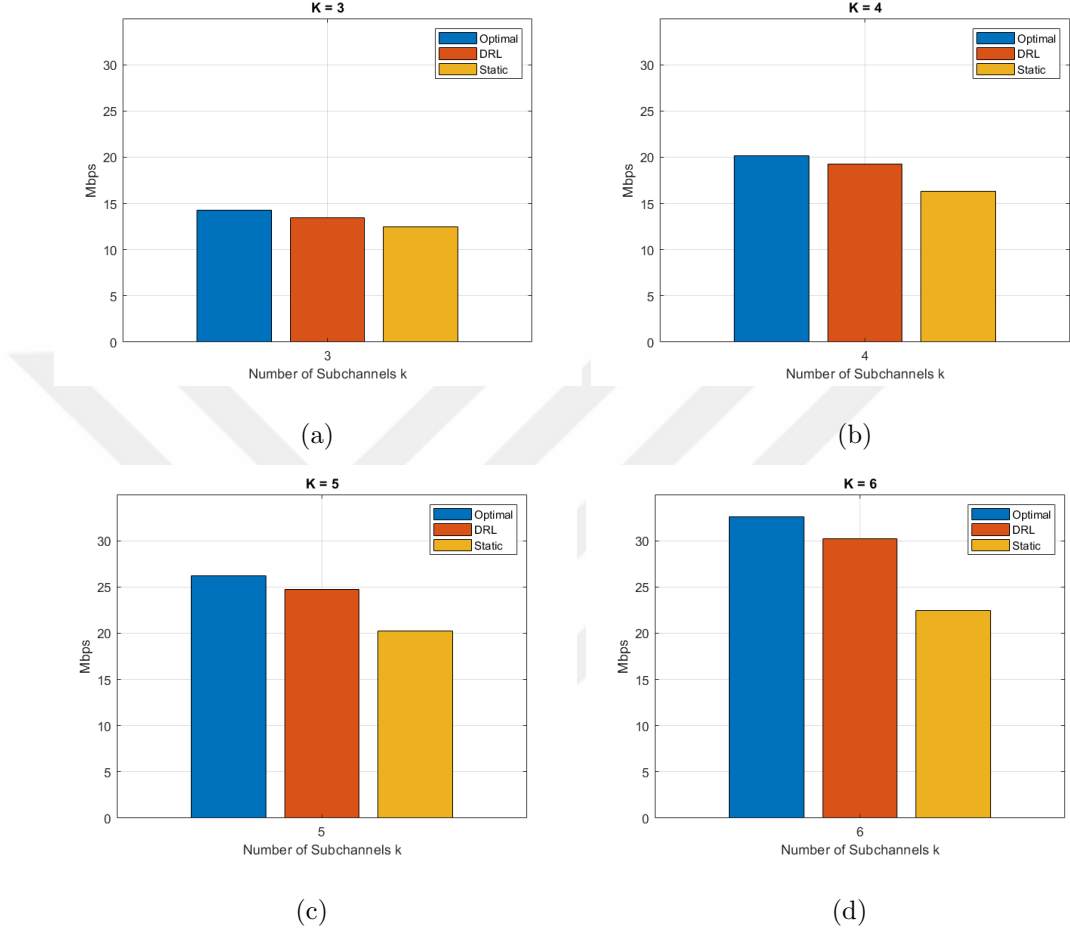 K = 3
Optimal
DRL
Static
30
25
20
15
10
5
0
Mbps
3
Number of Subchannels k
(a)
K = 4
Optimal
DRL
Static
30
25
20
15
10
5
0
Mbps
4
Number of Subchannels k
(b)
K = 5
Optimal
DRL
Static
30
25
20
15
10
5
0
Mbps
5
Number of Subchannels k
(c)
K = 6
Optimal
DRL
Static
30
25
20
15
10
5
0
Mbps
6
Number of Subchannels k
(d)